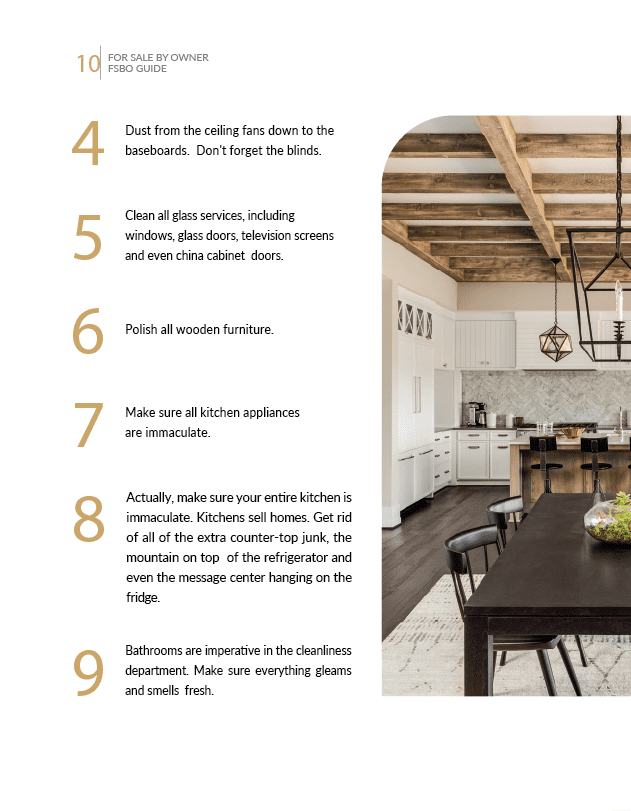 10
FOR SALE BY OWNER
FSBO GUIDE
4
Dust from the ceiling fans down to the
baseboards. Don't forget the blinds.
5
Clean all glass services, including
windows, glass doors, television screens
and even china cabinet doors.
6
Polish all wooden furniture.
7
Make sure all kitchen appliances
are immaculate.
8
Actually, make sure your entire kitchen is
immaculate. Kitchens sell homes. Get rid
of all of the extra counter-top junk, the
mountain on top of the refrigerator and
even the message center hanging on the
fridge.
9
Bathrooms are imperative in the cleanliness
department. Make sure everything gleams
and smells fresh.